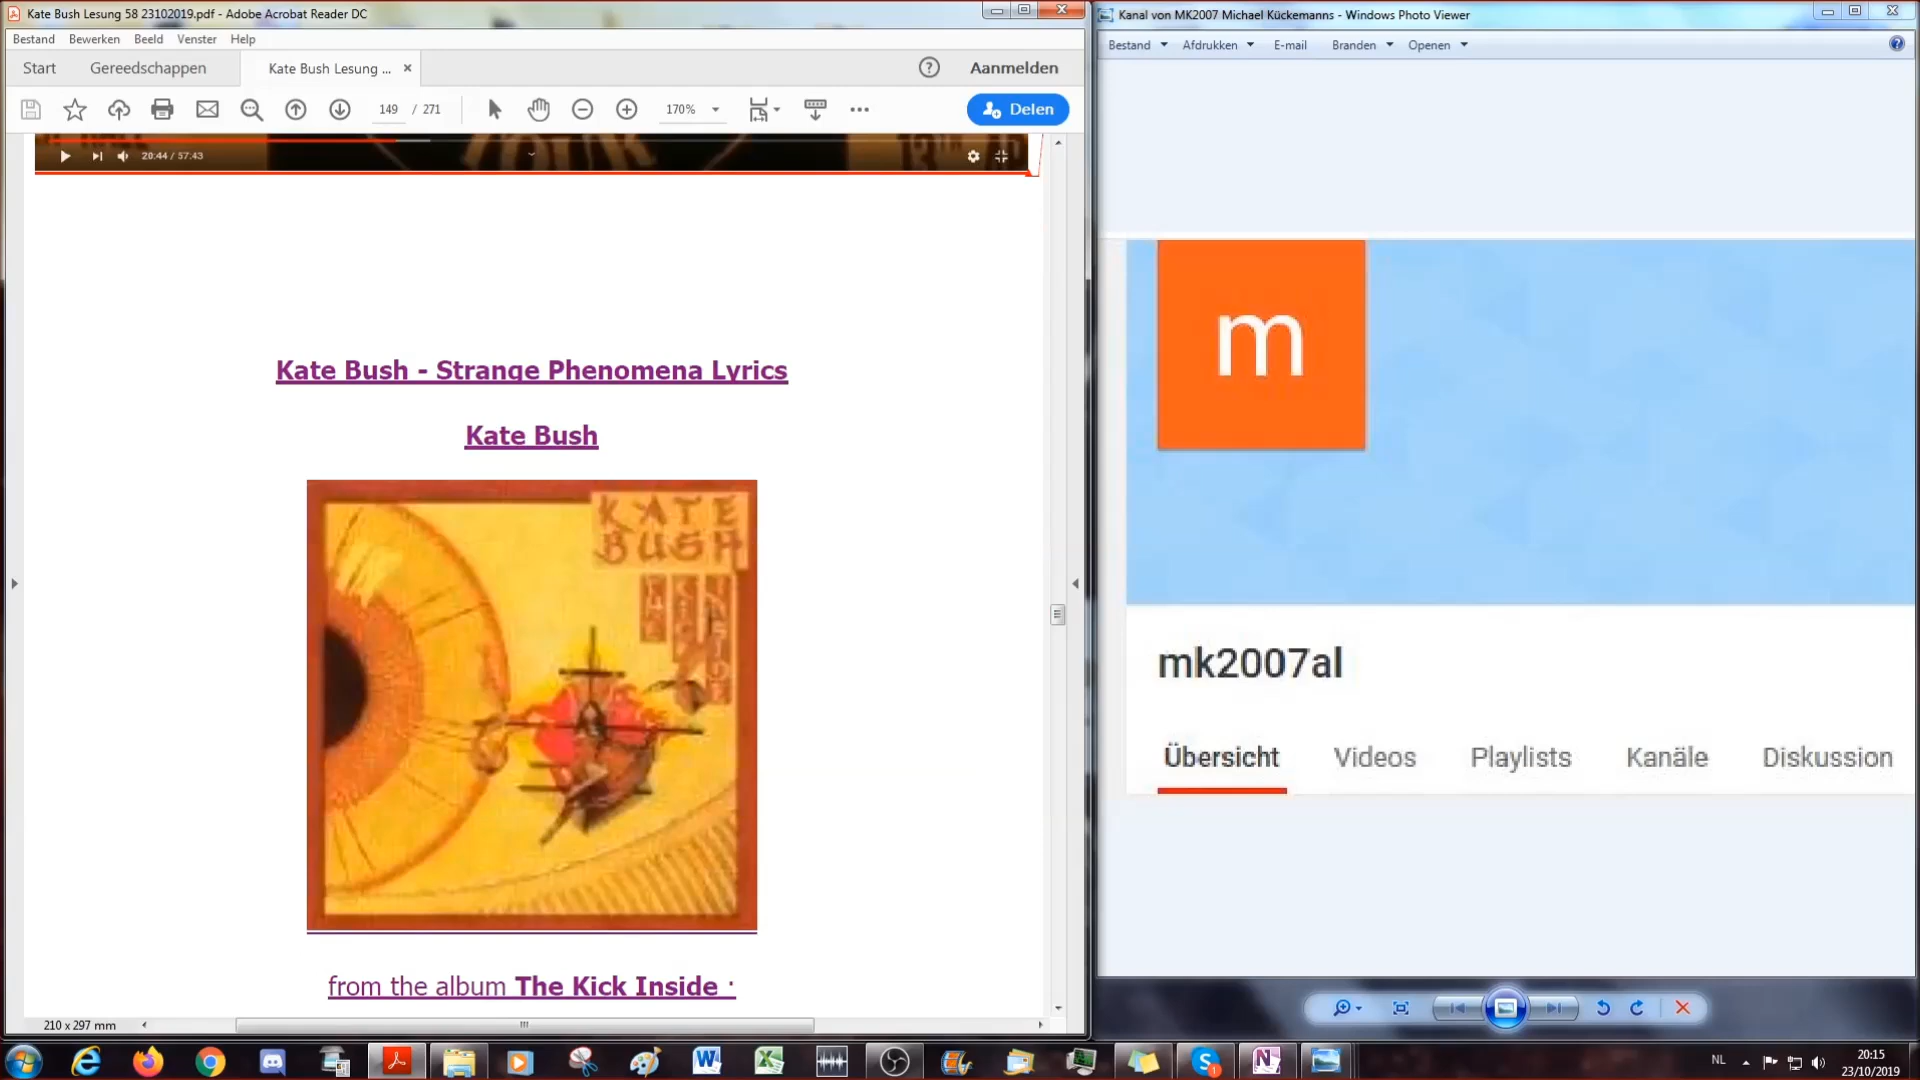 Kate Bush Lesung 58 23102019.pdf - Adobe Acrobat Reader DC
Bestand Bewerken Beeld Venster Help
Start Gereedschappen Kate Bush Lesung ... Aanmelden
149 / 271 170% Delen
20:44 / 57:43
Kate Bush - Strange Phenomena Lyrics
Kate Bush
KATE
BUSH
THE KICK INSIDE
from the album The Kick Inside ·
210 x 297 mm
Kanal von MK2007 Michael Kückemanns - Windows Photo Viewer
Bestand Afdrukken E-mail Branden Openen
m
mk2007al
Übersicht Videos Playlists Kanäle Diskussion
NL
20:15
23/10/2019